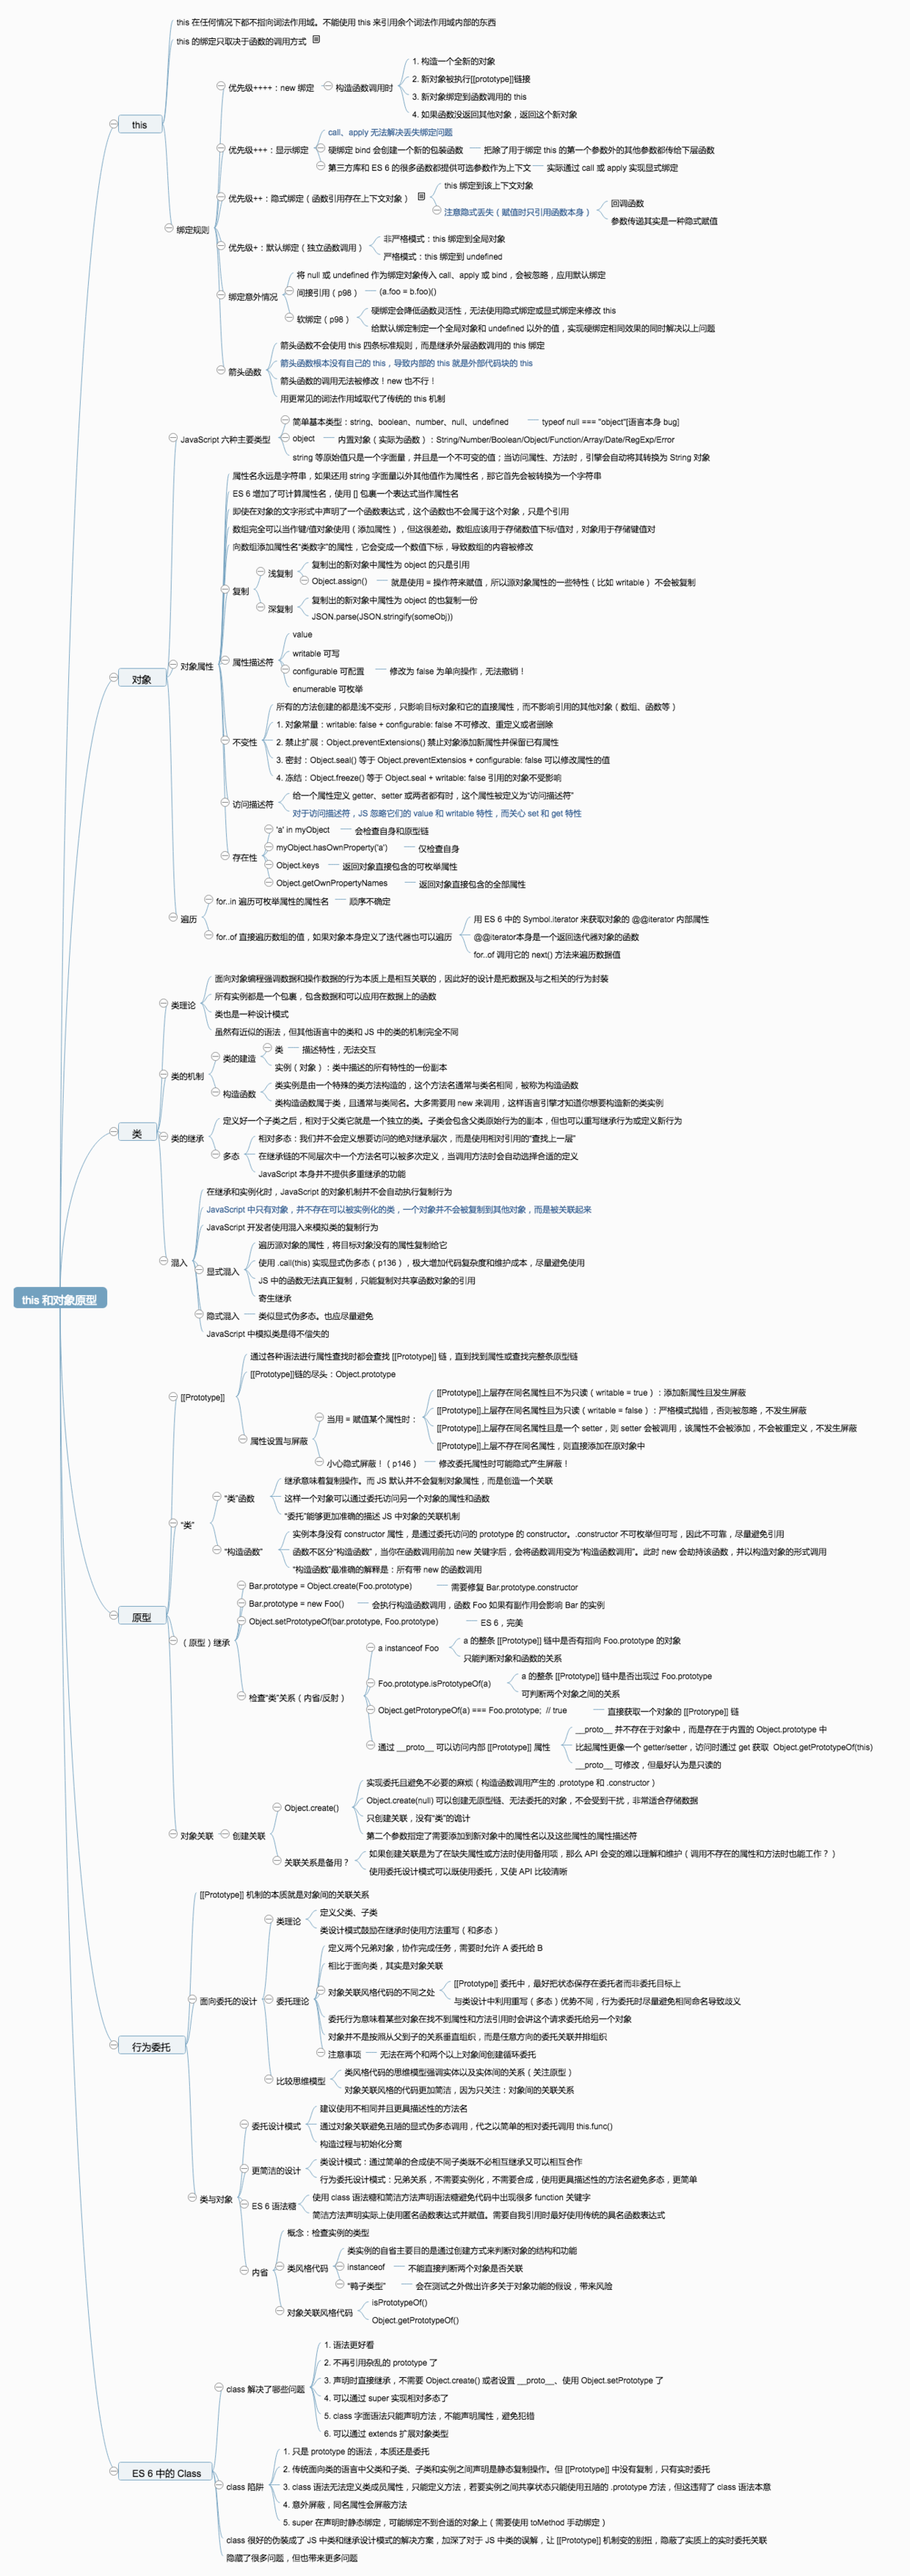 this 和对象原型
this
this 在任何情况下都不指向词法作用域。不能使用 this 来引用余个词法作用域内部的东西
this 的绑定只取决于函数的调用方式
绑定规则
优先级++++：new 绑定
构造函数调用时
1. 构造一个全新的对象
2. 新对象被执行[[prototype]]链接
3. 新对象绑定到函数调用的 this
4. 如果函数没返回其他对象，返回这个新对象
优先级+++：显示绑定
call、apply 无法解决丢失绑定问题
硬绑定 bind 会创建一个新的包装函数
把除了用于绑定 this 的第一个参数外的其他参数都传给下层函数
第三方库和 ES 6 的很多函数都提供可选参数作为上下文
实际通过 call 或 apply 实现显式绑定
优先级++：隐式绑定（函数引用存在上下文对象）
this 绑定到该上下文对象
注意隐式丢失（赋值时只引用函数本身）
回调函数
参数传递其实是一种隐式赋值
优先级+：默认绑定（独立函数调用）
非严格模式：this 绑定到全局对象
严格模式：this 绑定到 undefined
绑定意外情况
将 null 或 undefined 作为绑定对象传入 call、apply 或 bind，会被忽略，应用默认绑定
间接引用（p98）
(a.foo = b.foo)()
软绑定（p98）
硬绑定会降低函数灵活性，无法使用隐式绑定或显式绑定来修改 this
给默认绑定制定一个全局对象和 undefined 以外的值，实现硬绑定相同效果的同时解决以上问题
箭头函数
箭头函数不会使用 this 四条标准规则，而是继承外层函数调用的 this 绑定
箭头函数根本没有自己的 this，导致内部的 this 就是外部代码块的 this
箭头函数的调用无法被修改！new 也不行！
用更常见的词法作用域取代了传统的 this 机制
对象
JavaScript 六种主要类型
简单基本类型：string、boolean、number、null、undefined
typeof null === "object"[语言本身 bug]
object
内置对象（实际为函数）：String/Number/Boolean/Object/Function/Array/Date/RegExp/Error
string 等原始值只是一个字面量，并且是一个不可变的值；当访问属性、方法时，引擎会自动将其转换为 String 对象
对象属性
属性名永远是字符串，如果还用 string 字面量以外其他值作为属性名，那它首先会被转换为一个字符串
ES 6 增加了可计算属性名，使用 [] 包裹一个表达式当作属性名
即使在对象的文字形式中声明了一个函数表达式，这个函数也不会属于这个对象，只是个引用
数组完全可以当作键/值对象使用（添加属性），但这很差劲。数组应该用于存储数值下标/值对，对象用于存储键值对
向数组添加属性名“类数字”的属性，它会变成一个数值下标，导致数组的内容被修改
复制
浅复制
复制出的新对象中属性为 object 的只是引用
Object.assign()
就是使用 = 操作符来赋值，所以源对象属性的一些特性（比如 writable）不会被复制
深复制
复制出的新对象中属性为 object 的也复制一份
JSON.parse(JSON.stringify(someObj))
属性描述符
value
writable 可写
configurable 可配置
修改为 false 为单向操作，无法撤销！
enumerable 可枚举
不变性
所有的方法创建的都是浅不变形，只影响目标对象和它的直接属性，而不影响引用的其他对象（数组、函数等）
1. 对象常量：writable: false + configurable: false 不可修改、重定义或者删除
2. 禁止扩展：Object.preventExtensions() 禁止对象添加新属性并保留已有属性
3. 密封：Object.seal() 等于 Object.preventExtensios + configurable: false 可以修改属性的值
4. 冻结：Object.freeze() 等于 Object.seal + writable: false 引用的对象不受影响
访问描述符
给一个属性定义 getter、setter 或两者都有时，这个属性被定义为“访问描述符”
对于访问描述符，JS 忽略它们的 value 和 writable 特性，而关心 set 和 get 特性
存在性
'a' in myObject
会检查自身和原型链
myObject.hasOwnProperty('a')
仅检查自身
Object.keys
返回对象直接包含的可枚举属性
Object.getOwnPropertyNames
返回对象直接包含的全部属性
遍历
for..in 遍历可枚举属性的属性名
顺序不确定
for..of 直接遍历数组的值，如果对象本身定义了迭代器也可以遍历
用 ES 6 中的 Symbol.iterator 来获取对象的 @@iterator 内部属性
@@iterator本身是一个返回迭代器对象的函数
for..of 调用它的 next() 方法来遍历数据值
类
类理论
面向对象编程强调数据和操作数据的行为本质上是相互关联的，因此好的设计是把数据及与之相关的行为封装
所有实例都是一个包裹，包含数据和可以应用在数据上的函数
类也是一种设计模式
虽然有近似的语法，但其他语言中的类和 JS 中的类的机制完全不同
类的机制
类的建造
类
描述特性，无法交互
实例（对象）：类中描述的所有特性的一份副本
构造函数
类实例是由一个特殊的类方法构造的，这个方法名通常与类名相同，被称为构造函数
类构造函数属于类，且通常与类同名。大多需要用 new 来调用，这样语言引擎才知道你想要构造新的类实例
类的继承
定义好一个子类之后，相对于父类它就是一个独立的类。子类会包含父类原始行为的副本，但也可以重写继承行为或定义新行为
多态
相对多态：我们并不会定义想要访问的绝对继承层次，而是使用相对引用的“查找上一层”
在继承链的不同层次中一个方法名可以被多次定义，当调用方法时会自动选择合适的定义
JavaScript 本身并不提供多重继承的功能
混入
在继承和实例化时，JavaScript 的对象机制并不会自动执行复制行为
JavaScript 中只有对象，并不存在可以被实例化的类，一个对象并不会被复制到其他对象，而是被关联起来
JavaScript 开发者使用混入来模拟类的复制行为
显式混入
遍历源对象的属性，将目标对象没有的属性复制给它
使用 .call(this) 实现显式伪多态（p136），极大增加代码复杂度和维护成本，尽量避免使用
JS 中的函数无法真正复制，只能复制对共享函数对象的引用
寄生继承
隐式混入
类似显式伪多态。也应尽量避免
JavaScript 中模拟类是得不偿失的
原型
[[Prototype]]
通过各种语法进行属性查找时都会查找 [[Prototype]] 链，直到找到属性或查找完整条原型链
[[Prototype]]链的尽头：Object.prototype
属性设置与屏蔽
当用 = 赋值某个属性时：
[[Prototype]]上层存在同名属性且不为只读（writable = true）：添加新属性且发生屏蔽
[[Prototype]]上层存在同名属性且为只读（writable = false）：严格模式抛错，否则被忽略，不发生屏蔽
[[Prototype]]上层存在同名属性且是一个 setter，则 setter 会被调用，该属性不会被添加，不会被重定义，不发生屏蔽
[[Prototype]]上层不存在同名属性，则直接添加在原对象中
小心隐式屏蔽！（p146）
修改委托属性时可能隐式产生屏蔽！
“类”
“类”函数
继承意味着复制操作。而 JS 默认并不会复制对象属性，而是创造一个关联
这样一个对象可以通过委托访问另一个对象的属性和函数
“委托”能够更加准确的描述 JS 中对象的关联机制
“构造函数”
实例本身没有 constructor 属性，是通过委托访问的 prototype 的 constructor。.constructor 不可枚举但可写，因此不可靠，尽量避免引用
函数不区分“构造函数”，当你在函数调用前加 new 关键字后，会将函数调用变为“构造函数调用”。此时 new 会劫持该函数，并以构造对象的形式调用
“构造函数”最准确的解释是：所有带 new 的函数调用
（原型）继承
Bar.prototype = Object.create(Foo.prototype)
需要修复 Bar.prototype.constructor
Bar.prototype = new Foo()
会执行构造函数调用，函数 Foo 如果有副作用会影响 Bar 的实例
Object.setPrototypeOf(bar.prototype, Foo.prototype)
ES 6，完美
检查“类”关系（内省/反射）
a instanceof Foo
a 的整条 [[Prototype]] 链中是否有指向 Foo.prototype 的对象
只能判断对象和函数的关系
Foo.prototype.isPrototypeOf(a)
a 的整条 [[Prototype]] 链中是否出现过 Foo.prototype
可判断两个对象之间的关系
Object.getProtorypeOf(a) === Foo.prototype; // true
直接获取一个对象的 [[Protorype]] 链
通过 __proto__ 可以访问内部 [[Prototype]] 属性
__proto__ 并不存在于对象中，而是存在于内置的 Object.prototype 中
比起属性更像一个 getter/setter，访问时通过 get 获取 Object.getPrototypeOf(this)
__proto__ 可修改，但最好认为是只读的
对象关联
创建关联
Object.create()
实现委托且避免不必要的麻烦（构造函数调用产生的 .prototype 和 .constructor）
Object.create(null) 可以创建无原型链、无法委托的对象，不会受到干扰，非常适合存储数据
只创建关联，没有“类”的诡计
第二个参数指定了需要添加到新对象中的属性名以及这些属性的属性描述符
关联关系是备用？
如果创建关联是为了在缺失属性或方法时使用备用项，那么 API 会变的难以理解和维护（调用不存在的属性和方法时也能工作？）
使用委托设计模式可以既使用委托，又使 API 比较清晰
行为委托
[[Prototype]] 机制的本质就是对象间的关联关系
面向委托的设计
类理论
定义父类、子类
类设计模式鼓励在继承时使用方法重写（和多态）
委托理论
定义两个兄弟对象，协作完成任务，需要时允许 A 委托给 B
相比于面向类，其实是对象关联
对象关联风格代码的不同之处
[[Prototype]] 委托中，最好把状态保存在委托者而非委托目标上
与类设计中利用重写（多态）优势不同，行为委托时尽量避免相同命名导致歧义
委托行为意味着某些对象在找不到属性和方法引用时会讲这个请求委托给另一个对象
对象并不是按照从父到子的关系垂直组织，而是任意方向的委托关联并排组织
注意事项
无法在两个和两个以上对象间创建循环委托
比较思维模型
类风格代码的思维模型强调实体以及实体间的关系（关注原型）
对象关联风格的代码更加简洁，因为只关注：对象间的关联关系
类与对象
委托设计模式
建议使用不相同并且更具描述性的方法名
通过对象关联避免丑陋的显式伪多态调用，代之以简单的相对委托调用 this.func()
构造过程与初始化分离
更简洁的设计
类设计模式：通过简单的合成使不同子类既不必相互继承又可以相互合作
行为委托设计模式：兄弟关系，不需要实例化，不需要合成，使用更具描述性的方法名避免多态，更简单
ES 6 语法糖
使用 class 语法糖和简洁方法声明语法糖避免代码中出现很多 function 关键字
简洁方法声明实际上使用匿名函数表达式并赋值。需要自我引用时最好使用传统的具名函数表达式
内省
概念：检查实例的类型
类风格代码
类实例的自省主要目的是通过创建方式来判断对象的结构和功能
instanceof
不能直接判断两个对象是否关联
“鸭子类型”
会在测试之外做出许多关于对象功能的假设，带来风险
对象关联风格代码
isPrototypeOf()
Object.getPrototypeOf()
ES 6 中的 Class
class 解决了哪些问题
1. 语法更好看
2. 不再引用杂乱的 prototype 了
3. 声明时直接继承，不需要 Object.create() 或者设置 __proto__、使用 Object.setPrototype 了
4. 可以通过 super 实现相对多态了
5. class 字面语法只能声明方法，不能声明属性，避免犯错
6. 可以通过 extends 扩展对象类型
class 陷阱
1. 只是 prototype 的语法，本质还是委托
2. 传统面向类的语言中父类和子类、子类和实例之间声明是静态复制操作。但 [[Prototype]] 中没有复制，只有实时委托
3. class 语法无法定义类成员属性，只能定义方法，若要实例之间共享状态只能使用丑陋的 .prototype 方法，但这违背了 class 语法本意
4. 意外屏蔽，同名属性会屏蔽方法
5. super 在声明时静态绑定，可能绑定不到合适的对象上（需要使用 toMethod 手动绑定）
class 很好的伪装成了 JS 中类和继承设计模式的解决方案，加深了对于 JS 中类的误解，让 [[Prototype]] 机制变的别扭，隐蔽了实质上的实时委托关联
隐藏了很多问题，但也带来更多问题